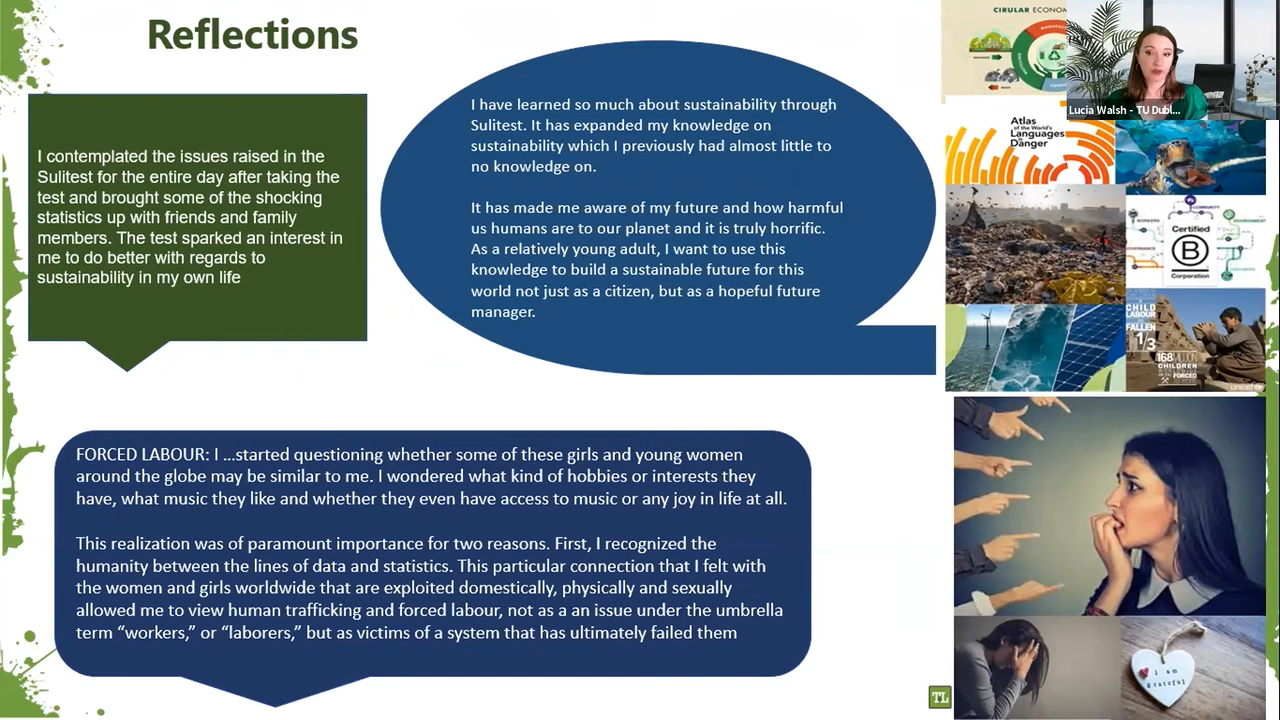 Reflections
I contemplated the issues raised in the
Sulitest for the entire day after taking the
test and brought some of the shocking
statistics up with friends and family
members. The test sparked an interest in
me to do better with regards to
sustainability in my own life
I have learned so much about sustainability through
Sulitest. It has expanded my knowledge on
sustainability which I previously had almost little to
no knowledge on.
It has made me aware of my future and how harmful
us humans are to our planet and it is truly horrific.
As a relatively young adult, I want to use this
knowledge to build a sustainable future for this
world not just as a citizen, but as a hopeful future
manager.
FORCED LABOUR: I ...started questioning whether some of these girls and young women
around the globe may be similar to me. I wondered what kind of hobbies or interests they
have, what music they like and whether they even have access to music or any joy in life at all.
This realization was of paramount importance for two reasons. First, I recognized the
humanity between the lines of data and statistics. This particular connection that I felt with
the women and girls worldwide that are exploited domestically, physically and sexually
allowed me to view human trafficking and forced labour, not as a an issue under the umbrella
term “workers,” or “laborers,” but as victims of a system that has ultimately failed them
CIRULAR ECONOM
Lucia Walsh - TU Dubl...
Atlas
of the World's
Languages
in Danger
COMMUNITY
WORKERS
ENVIRONMENT
Certified
B
Corporation
CHILD
LABOUR
FALLEN
1/3
168 MILLION
CHILDREN
FORCED
unicef
I am
grateful
TL